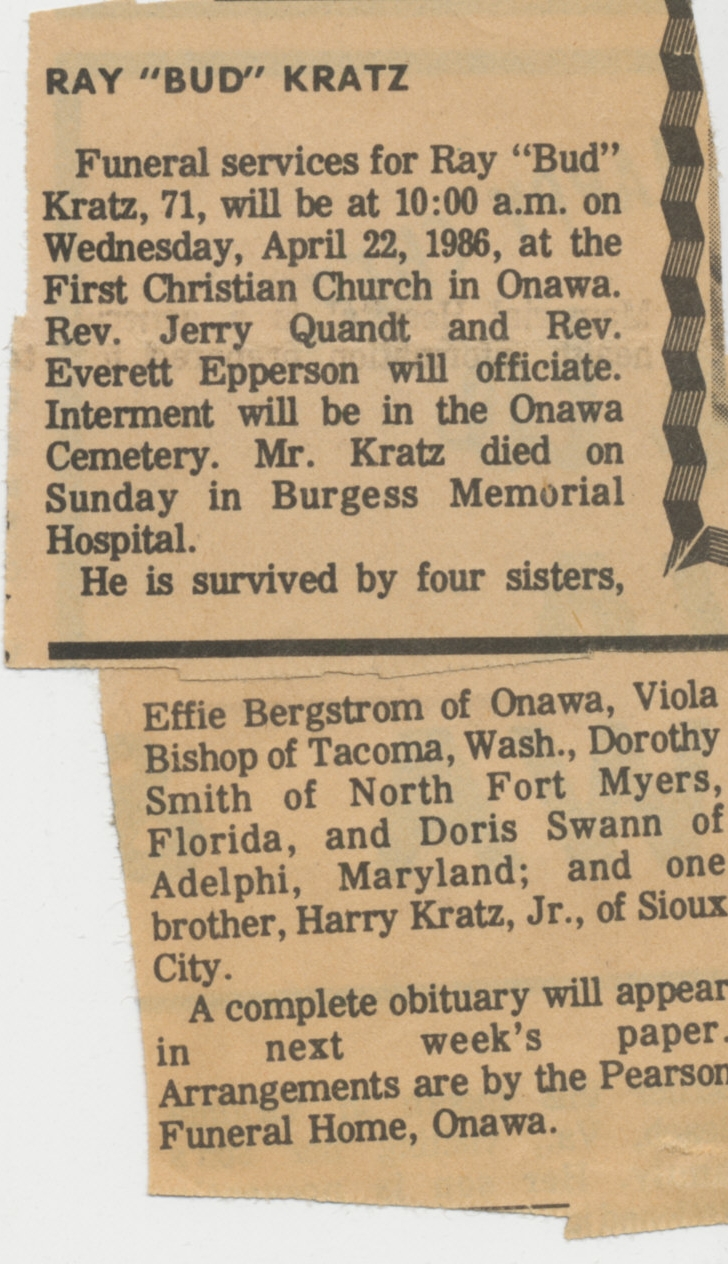 RAY "BUD" KRATZ
Funeral services for Ray "Bud"
Kratz, 71, will be at 10:00 a.m. on
Wednesday, April 22, 1986, at the
First Christian Church in Onawa.
Rev. Jerry Quandt and Rev.
Everett Epperson will officiate.
Interment will be in the Onawa
Cemetery. Mr. Kratz died on
Sunday in Burgess Memorial
Hospital.
He is survived by four sisters,
Effie Bergstrom of Onawa, Viola
Bishop of Tacoma, Wash., Dorothy
Smith of North Fort Myers,
Florida, and Doris Swann of
Adelphi, Maryland; and one
brother, Harry Kratz, Jr., of Sioux
City.
A complete obituary will appear
in next week's paper.
Arrangements are by the Pearson
Funeral Home, Onawa.